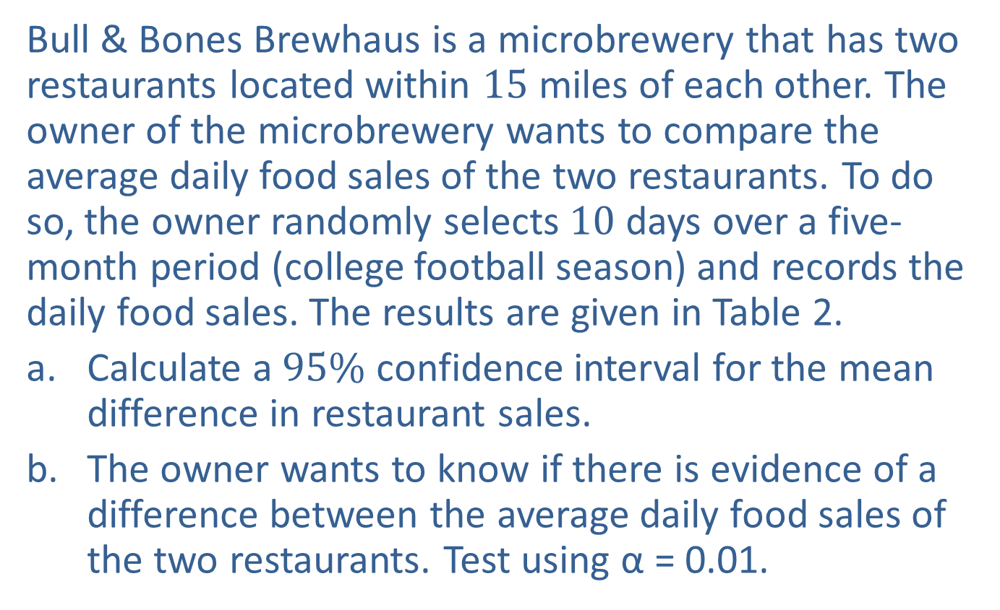 Bull & Bones Brewhaus is a microbrewery that has two
restaurants located within 15 miles of each other. The
owner of the microbrewery wants to compare the
average daily food sales of the two restaurants. To do
so, the owner randomly selects 10 days over a five-
month period (college football season) and records the
daily food sales. The results are given in Table 2.
a. Calculate a 95% confidence interval for the mean
difference in restaurant sales.
b. The owner wants to know if there is evidence of a
difference between the average daily food sales of
the two restaurants. Test using α = 0.01.